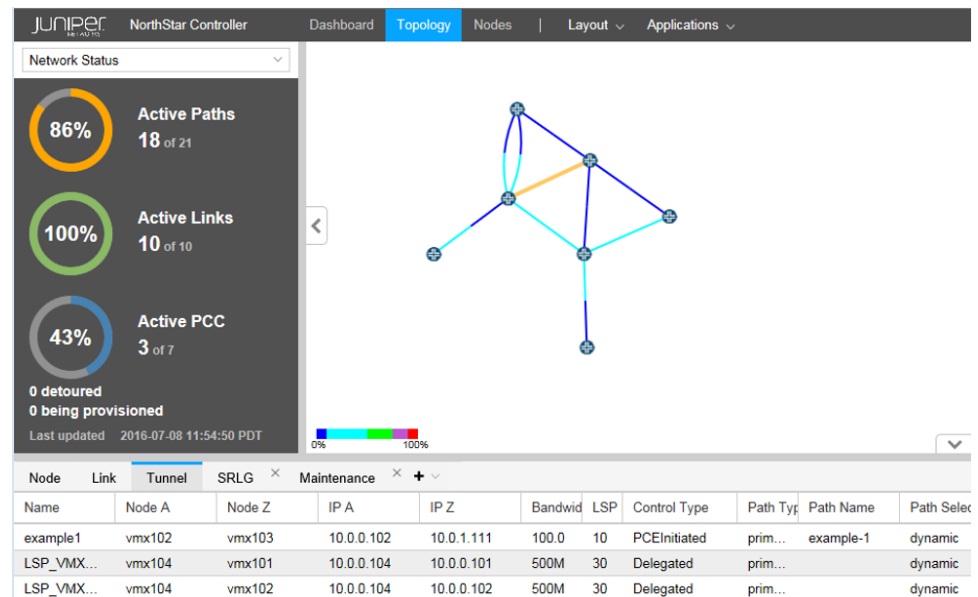 JUNIPER NorthStar Controller Dashboard Topology Nodes | Layout Applications
NETWORKS
Network Status
86%
Active Paths
18 of 21
100%
Active Links
10 of 10
43%
Active PCC
3 of 7
0 detoured
0 being provisioned
Last updated 2016-07-08 11:54:50 PDT
0% 100%
Node Link Tunnel SRLG × Maintenance × +
Name Node A Node Z IP A IP Z Bandwid LSP Control Type Path Typ Path Name Path Selec
example1 vmx102 vmx103 10.0.0.102 10.0.1.111 100.0 10 PCEInitiated prim... example-1 dynamic
LSP_VMX... vmx104 vmx101 10.0.0.104 10.0.0.101 500M 30 Delegated prim... dynamic
LSP_VMX... vmx104 vmx102 10.0.0.104 10.0.0.102 500M 30 Delegated prim... dynamic